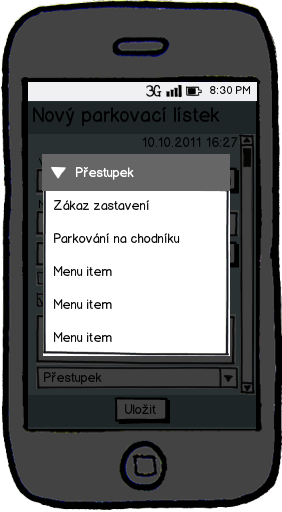 3G 8:30 PM
Nový parkovací lístek
10.10.2011 16:27
Přestupek
Zákaz zastavení
Parkování na chodníku
Menu item
Menu item
Menu item
Přestupek
Uložit